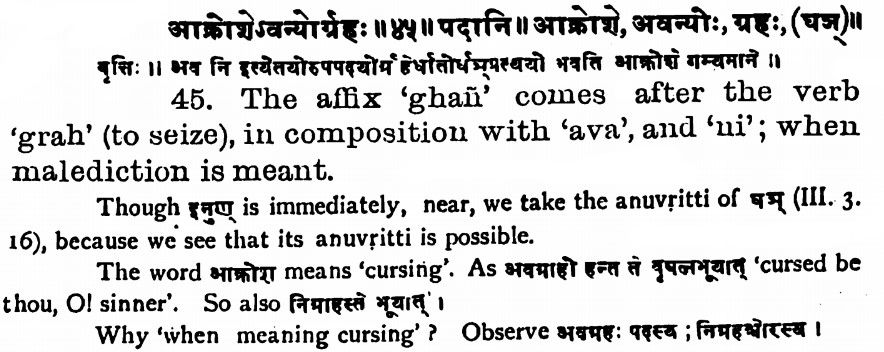 आक्रोशेऽवन्योर्ग्रहः ॥ ४५ ॥ पदानि ॥ आक्रोशे, अवन्योः, ग्रहः, (घञ्) ॥
वृत्तिः ॥ अव नि इत्येतयोरुपपदयोर्ग्रहेर्धातोर्घञ्प्रत्ययो भवति आक्रोशे गम्यमाने ॥
45. The affix 'ghañ' comes after the verb
'grah' (to seize), in composition with 'ava', and 'ni'; when
malediction is meant.
Though इनुण् is immediately, near, we take the anuvritti of घञ् (III. 3.
16), because we see that its anuvṛitti is possible.
The word आक्रोश means 'cursing'. As अवग्राहो हन्त ते वृषलभूयात् 'cursed be
thou, O! sinner'. So also निग्राहस्ते भूयात् ।
Why 'when meaning cursing'? Observe अवग्रहः पदस्य ; निग्रहश्चोरस्य ।